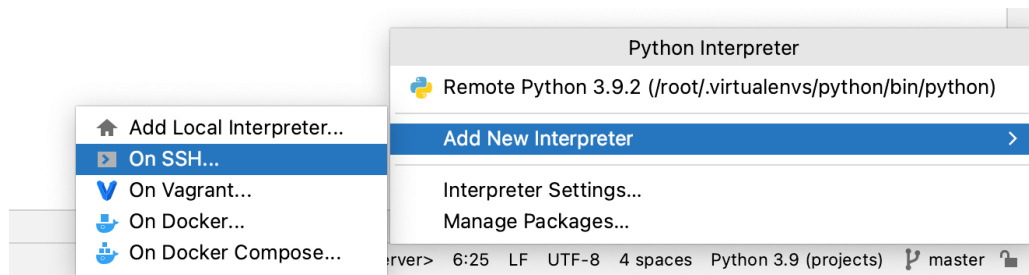 Python Interpreter
Remote Python 3.9.2 (/root/.virtualenvs/python/bin/python)
Add New Interpreter
Interpreter Settings...
Manage Packages...
Add Local Interpreter...
On SSH...
On Vagrant...
On Docker...
On Docker Compose...
rver> 6:25 LF UTF-8 4 spaces Python 3.9 (projects) master